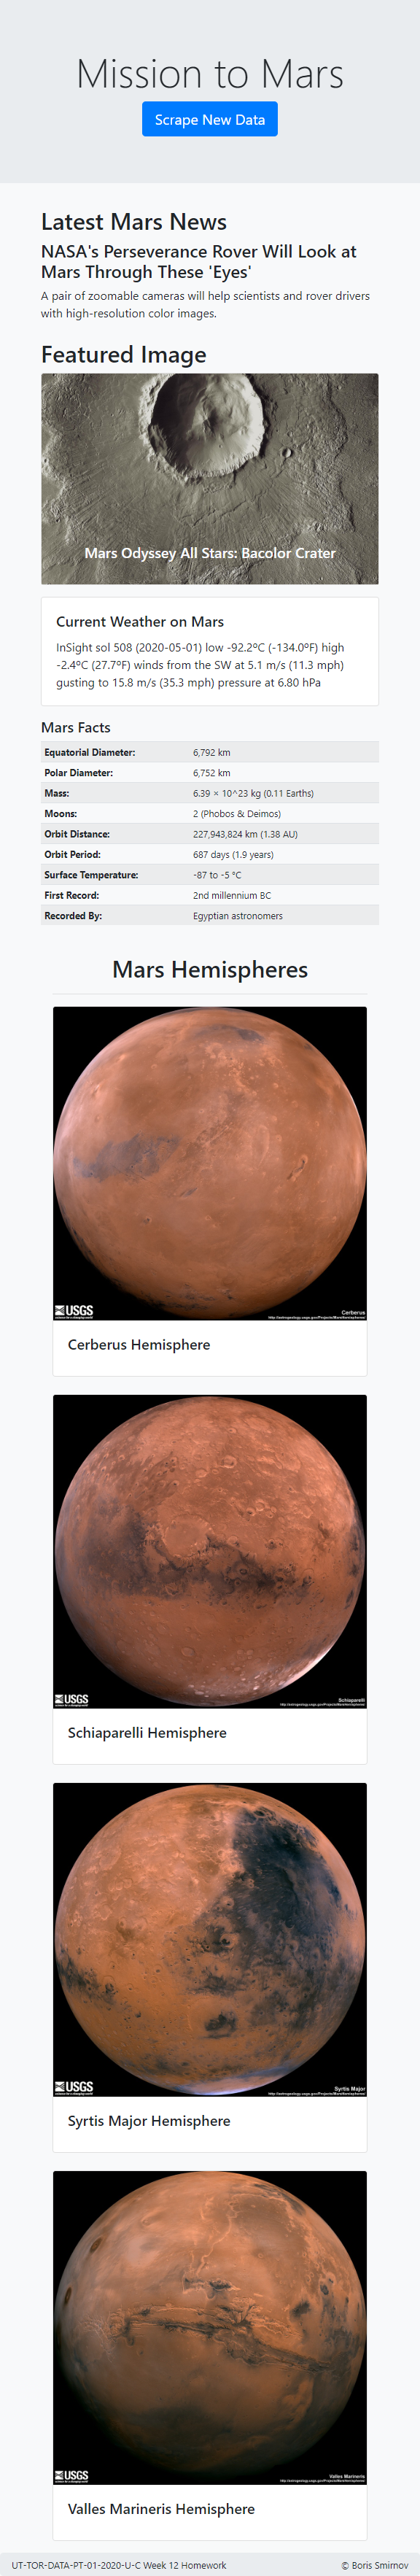 Mission to Mars
Scrape New Data
Latest Mars News
NASA's Perseverance Rover Will Look at
Mars Through These 'Eyes'
A pair of zoomable cameras will help scientists and rover drivers
with high-resolution color images.
Featured Image
Mars Odyssey All Stars: Bacolor Crater
Current Weather on Mars
InSight sol 508 (2020-05-01) low -92.2ºC (-134.0ºF) high
-2.4ºC (27.7ºF) winds from the SW at 5.1 m/s (11.3 mph)
gusting to 15.8 m/s (35.3 mph) pressure at 6.80 hPa
Mars Facts
Equatorial Diameter: 6,792 km
Polar Diameter: 6,752 km
Mass: 6.39 × 10^23 kg (0.11 Earths)
Moons: 2 (Phobos & Deimos)
Orbit Distance: 227,943,824 km (1.38 AU)
Orbit Period: 687 days (1.9 years)
Surface Temperature: -87 to -5 °C
First Record: 2nd millennium BC
Recorded By: Egyptian astronomers
Mars Hemispheres
USGS
Cerberus
Cerberus Hemisphere
USGS
Schiaparelli
Schiaparelli Hemisphere
USGS
Syrtis Major
Syrtis Major Hemisphere
USGS
Valles Marineris
Valles Marineris Hemisphere
UT-TOR-DATA-PT-01-2020-U-C Week 12 Homework
© Boris Smirnov